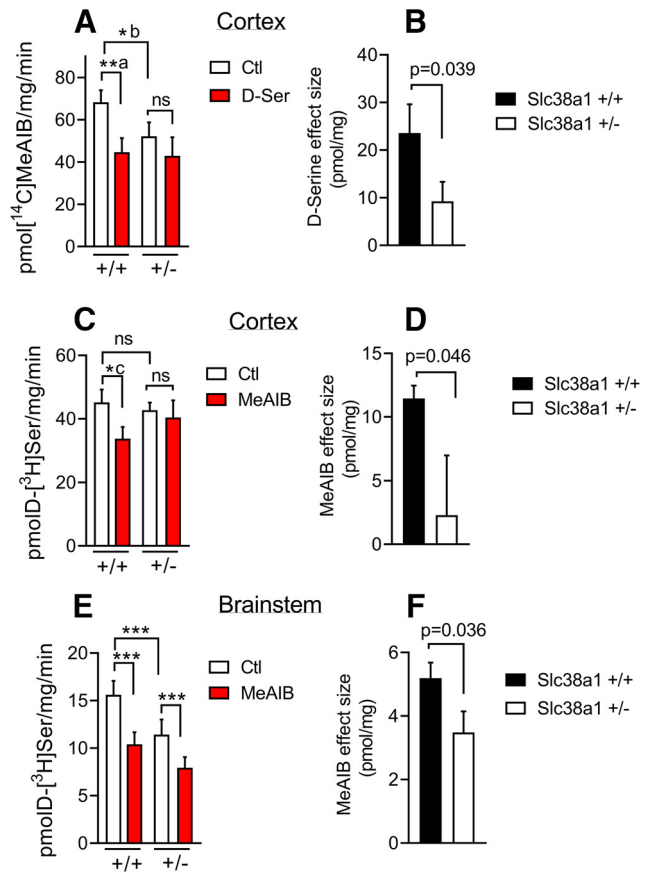 A
Cortex
B
*b
**a
ns
Ctl
D-Ser
pmol[14C]MeAIB/mg/min
80
60
40
20
0
+/+
+/-
p=0.039
D-Serine effect size
(pmol/mg)
40
30
20
10
0
Slc38a1 +/+
Slc38a1 +/-
C
Cortex
D
ns
*c
ns
Ctl
MeAIB
pmolD-[3H]Ser/mg/min
60
40
20
0
+/+
+/-
p=0.046
MeAIB effect size
(pmol/mg)
15
10
5
0
Slc38a1 +/+
Slc38a1 +/-
E
Brainstem
F
***
***
***
Ctl
MeAIB
pmolD-[3H]Ser/mg/min
20
15
10
5
0
+/+
+/-
p=0.036
MeAIB effect size
(pmol/mg)
6
4
2
0
Slc38a1 +/+
Slc38a1 +/-